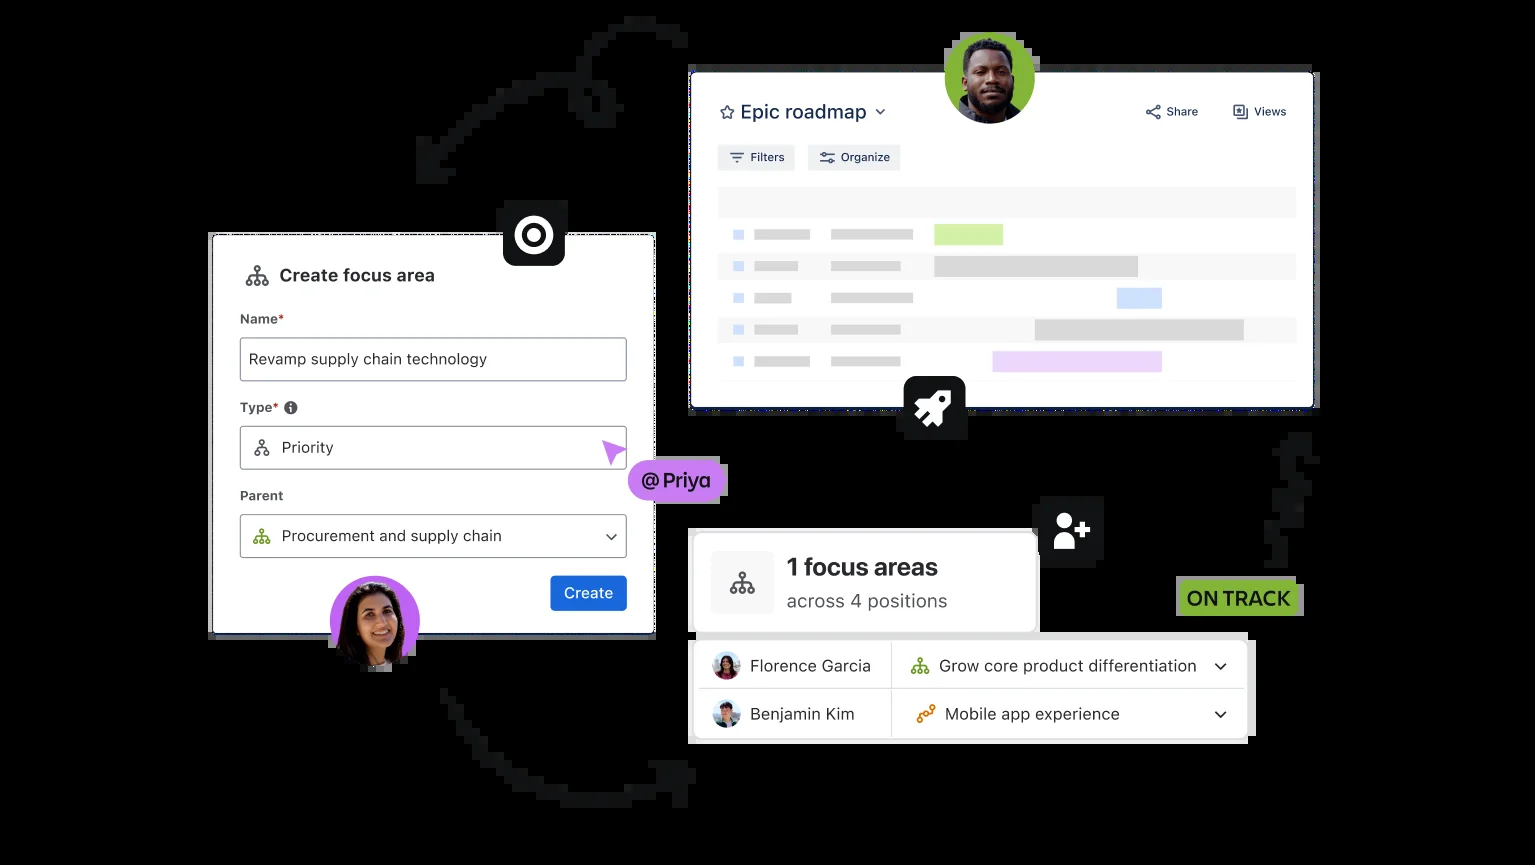 Epic roadmap
Share
Views
Filters
Organize
Create focus area
Name*
Revamp supply chain technology
Type*
Priority
@Priya
Parent
Procurement and supply chain
Create
1 focus areas
across 4 positions
ON TRACK
Florence Garcia
Grow core product differentiation
Benjamin Kim
Mobile app experience